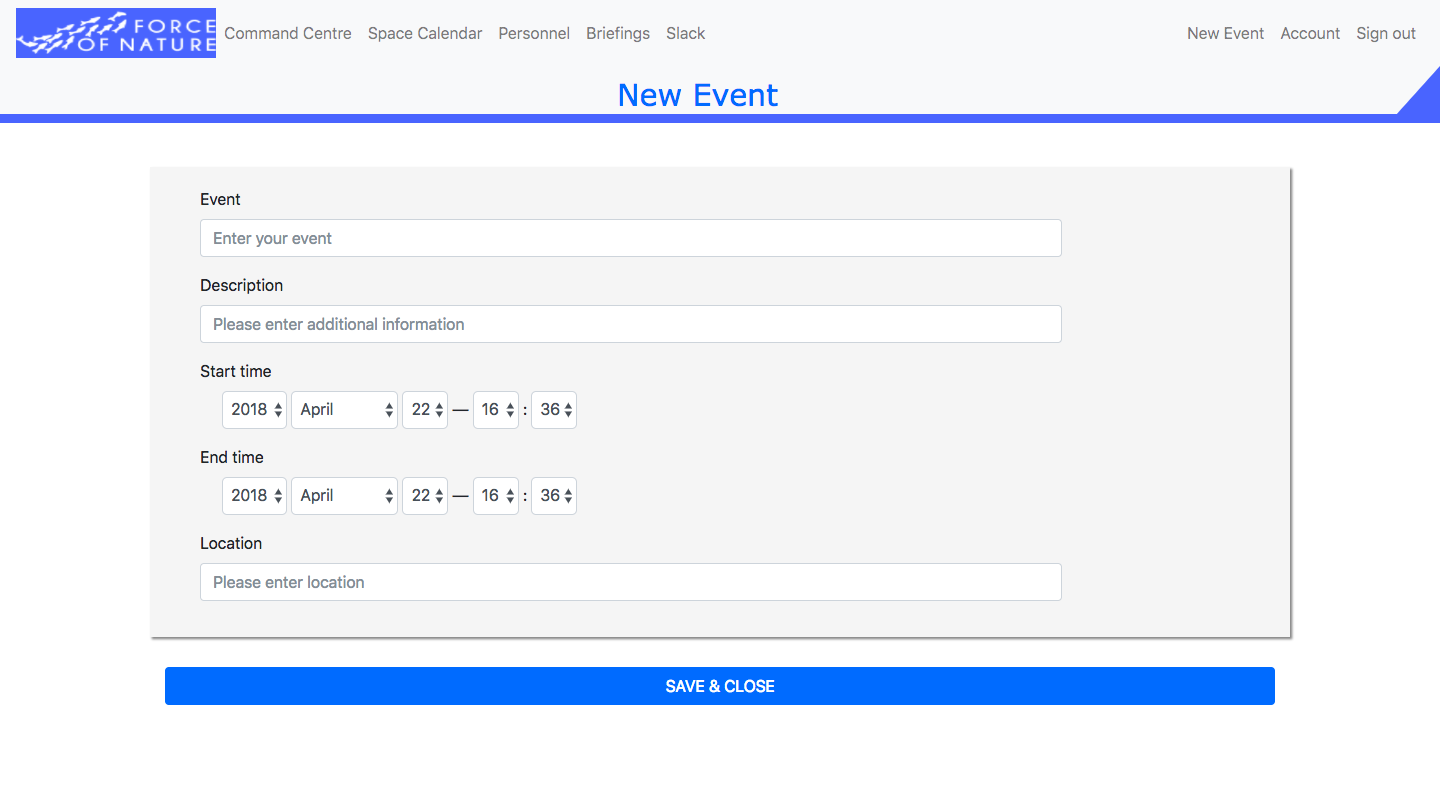 FORCE
OF NATURE
Command Centre Space Calendar Personnel Briefings Slack New Event Account Sign out
New Event
Event
Enter your event
Description
Please enter additional information
Start time
2018 April 22 — 16 : 36
End time
2018 April 22 — 16 : 36
Location
Please enter location
SAVE & CLOSE